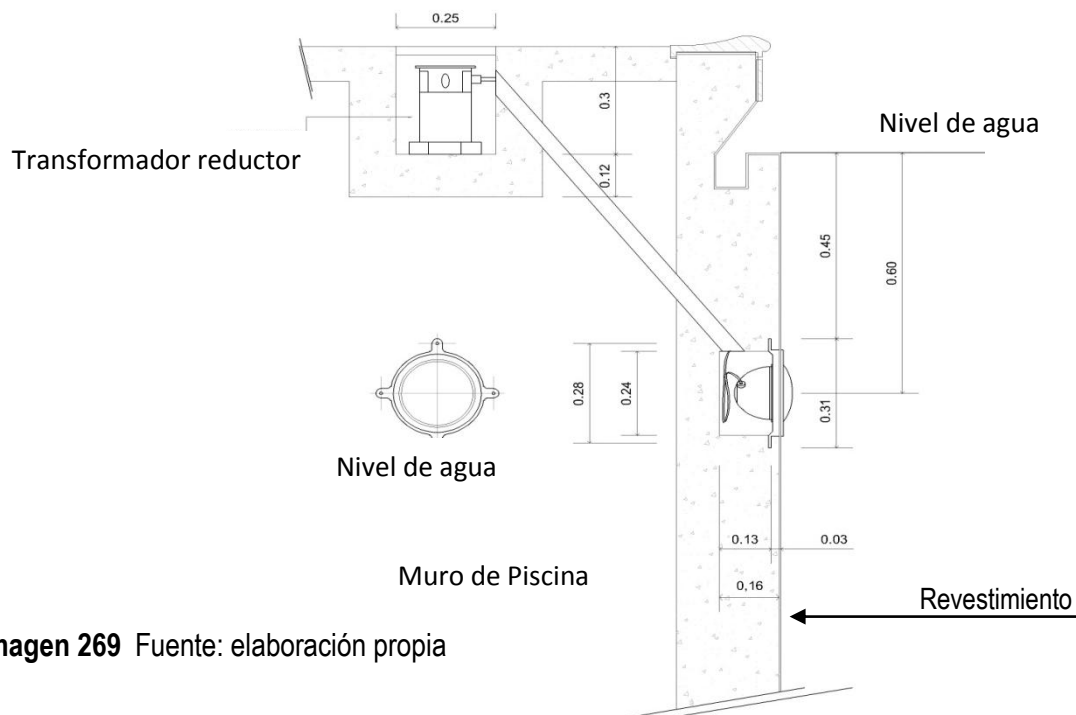 0.25
Nivel de agua
Transformador reductor
0.3
0.12
0.45
0.60
0.28
0.24
0.31
Nivel de agua
0.13
0.03
Muro de Piscina
0,16
Revestimiento
magen 269 Fuente: elaboración propia